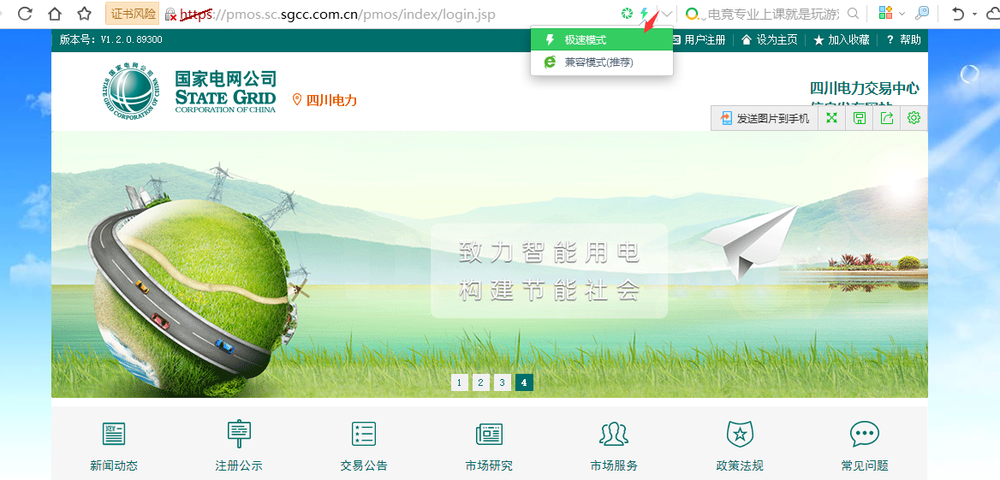 证书风险 https://pmos.sc.sgcc.com.cn/pmos/index/login.jsp 电竞专业上课就是玩游
版本号: V1.2.0.89300 用户注册 设为主页 加入收藏 ? 帮助
极速模式
兼容模式(推荐)
国家电网公司
STATE GRID
CORPORATION OF CHINA
四川电力
四川电力交易中心
发送图片到手机
致力智能用电
构建节能社会
1 2 3 4
新闻动态 注册公示 交易公告 市场研究 市场服务 政策法规 常见问题